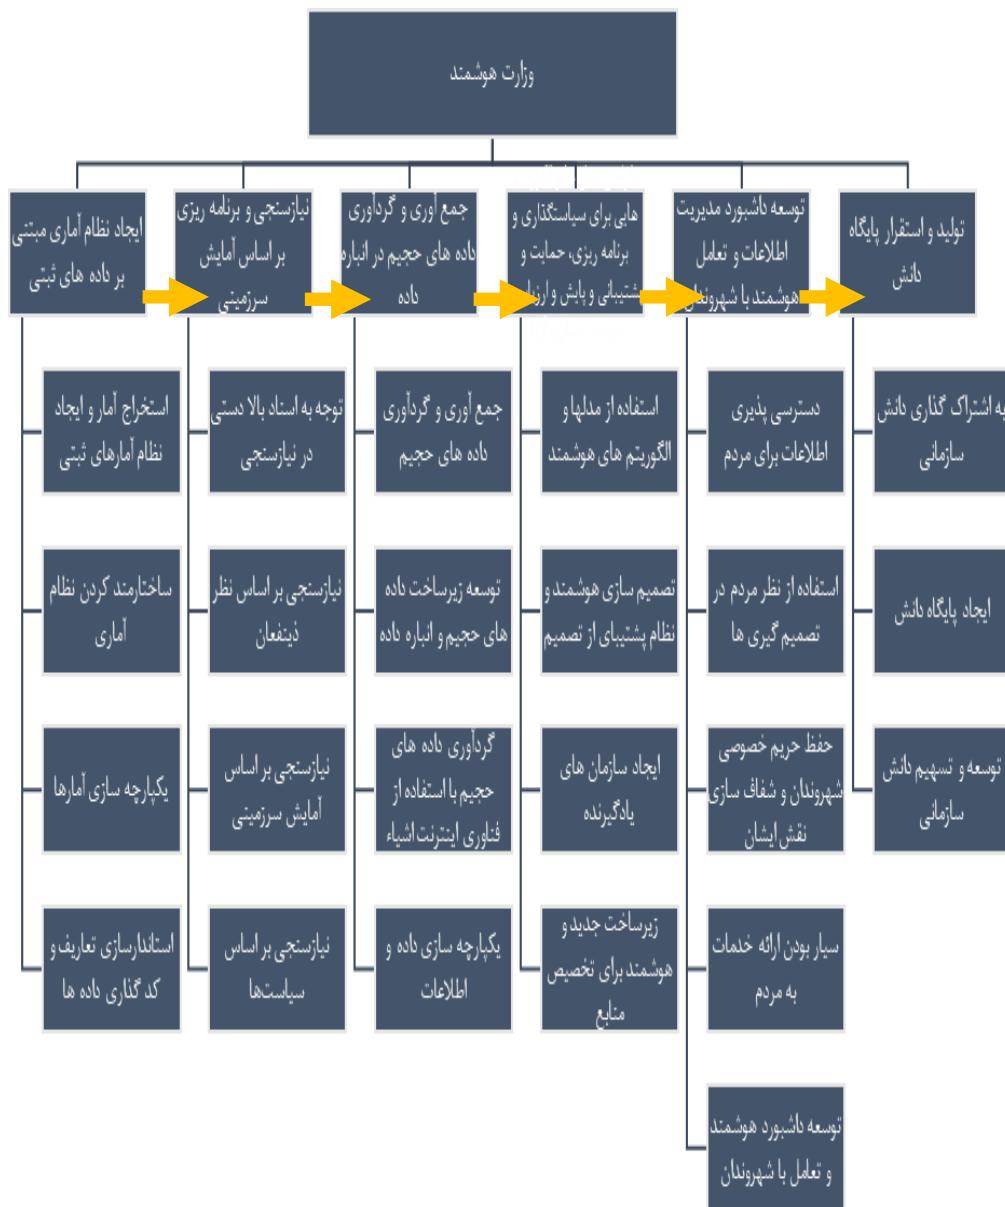 وزارت هوشمند
ایجاد نظام آماری مبتنی
بر داده های ثبتی
نیازسنجی و برنامه ریزی
بر اساس آمایش
سرزمینی
جمع آوری و گردآوری
داده های حجیم در انباره
داده
هایی برای سیاستگذاری و
برنامه ریزی، حمایت و
پشتیبانی و پایش و
توسعه داشبورد مدیریت
اطلاعات و تعامل
هوشمند با شهروندان
تولید و استقرار پایگاه
دانش
استخراج آمار و ایجاد
نظام آمارهای ثبتی
توجه به اسناد بالا دستی
در نیازسنجی
جمع آوری و گردآوری
داده های حجیم
استفاده از مدلها و
الگوریتم های هوشمند
دسترسی پذیری
اطلاعات برای مردم
به اشتراک گذاری دانش
سازمانی
ساختارمند کردن نظام
آماری
نیازسنجی بر اساس نظر
ذینفعان
توسعه زیرساخت داده
های حجیم و انباره داده
تصمیم سازی هوشمند و
نظام پشتیبای از تصمیم
استفاده از نظر مردم در
تصمیم گیری ها
ایجاد پایگاه دانش
یکپارچه سازی آمارها
نیازسنجی بر اساس
آمایش سرزمینی
گردآوری داده های
حجیم با استفاده از
فناوری اینترنت اشیاء
ایجاد سازمان های
یادگیرنده
حفظ حریم خصوصی
شهروندان و شفاف سازی
نقش ایشان
توسعه و تسهیم دانش
سازمانی
استاندارسازی تعاریف و
کد گذاری داده ها
نیازسنجی بر اساس
سیاست‌ها
یکپارچه سازی داده و
اطلاعات
زیرساخت جدید و
هوشمند برای تخصیص
منابع
سیار بودن ارائه خدمات
به مردم
توسعه داشبورد هوشمند
و تعامل با شهروندان